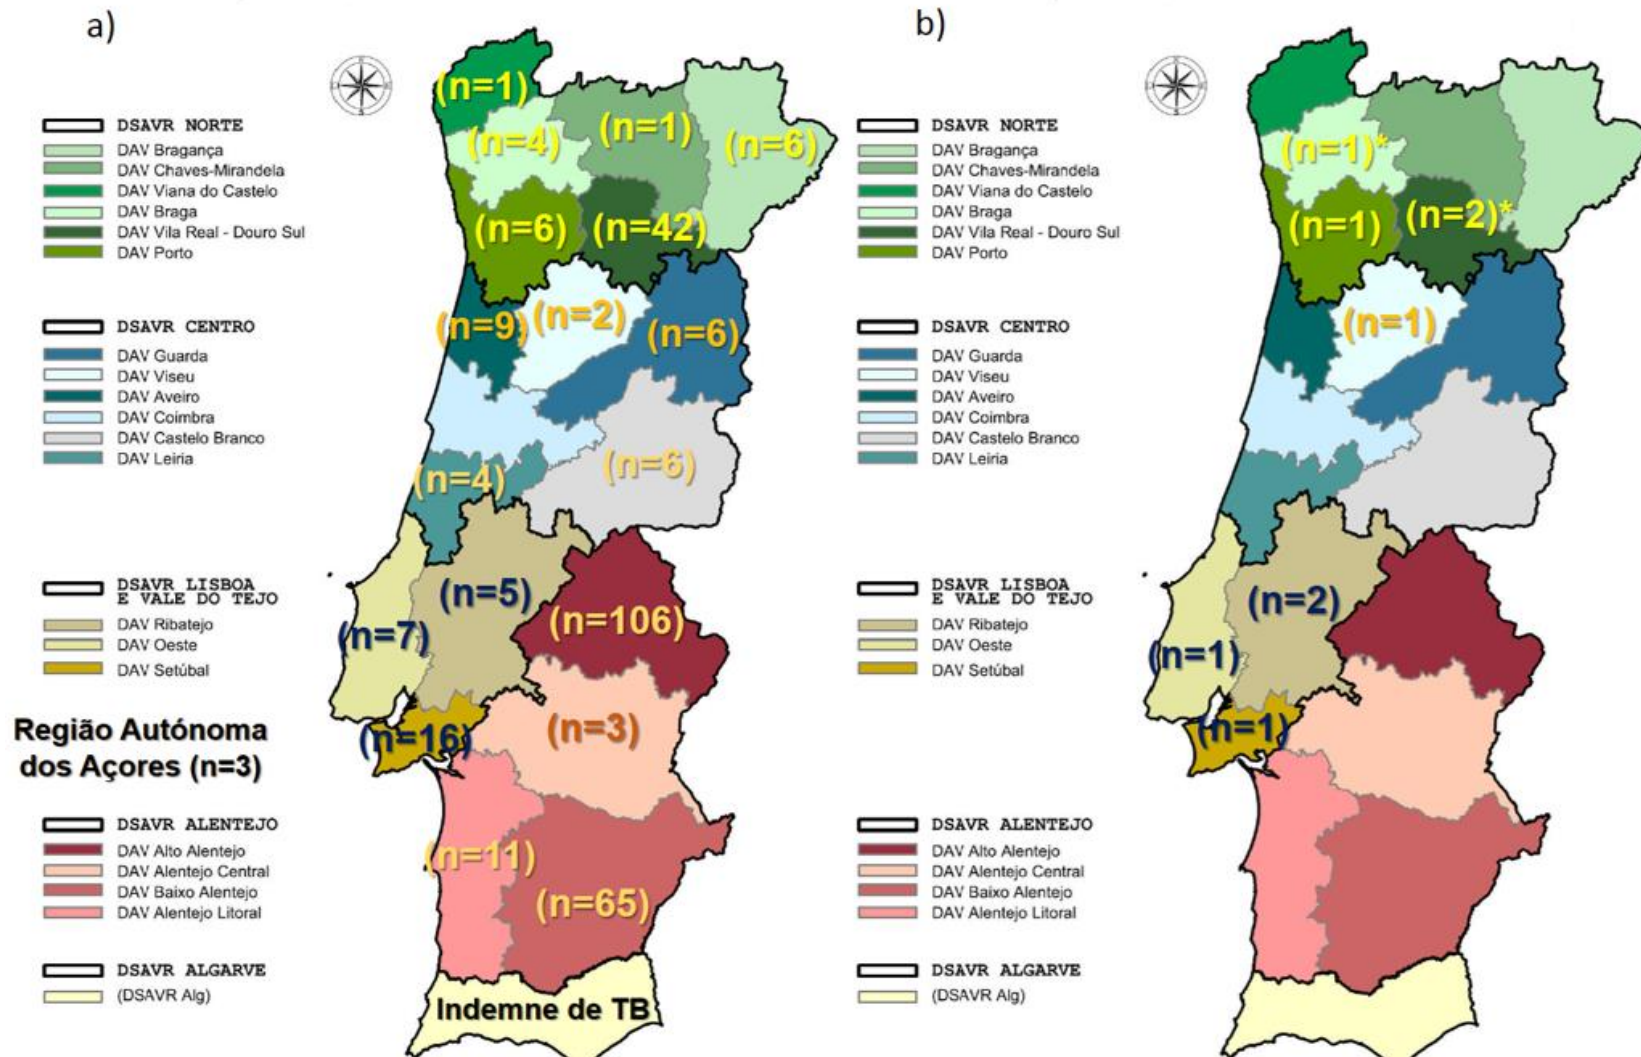 a)
DSAVR NORTE
DAV Bragança
DAV Chaves-Mirandela
DAV Viana do Castelo
DAV Braga
DAV Vila Real - Douro Sul
DAV Porto
DSAVR CENTRO
DAV Guarda
DAV Viseu
DAV Aveiro
DAV Coimbra
DAV Castelo Branco
DAV Leiria
DSAVR LISBOA
E VALE DO TEJO
DAV Ribatejo
DAV Oeste
DAV Setúbal
Região Autónoma
dos Açores (n=3)
DSAVR ALENTEJO
DAV Alto Alentejo
DAV Alentejo Central
DAV Baixo Alentejo
DAV Alentejo Litoral
DSAVR ALGARVE
(DSAVR Alg)
(n=1)
(n=4)
(n=1)
(n=6)
(n=6)
(n=42)
(n=9)
(n=2)
(n=6)
(n=4)
(n=6)
(n=5)
(n=7)
(n=106)
(n=16)
(n=3)
(n=11)
(n=65)
Indemne de TB
b)
DSAVR NORTE
DAV Bragança
DAV Chaves-Mirandela
DAV Viana do Castelo
DAV Braga
DAV Vila Real - Douro Sul
DAV Porto
DSAVR CENTRO
DAV Guarda
DAV Viseu
DAV Aveiro
DAV Coimbra
DAV Castelo Branco
DAV Leiria
DSAVR LISBOA
E VALE DO TEJO
DAV Ribatejo
DAV Oeste
DAV Setúbal
DSAVR ALENTEJO
DAV Alto Alentejo
DAV Alentejo Central
DAV Baixo Alentejo
DAV Alentejo Litoral
DSAVR ALGARVE
(DSAVR Alg)
(n=1)*
(n=1)
(n=2)*
(n=1)
(n=2)
(n=1)
(n=1)